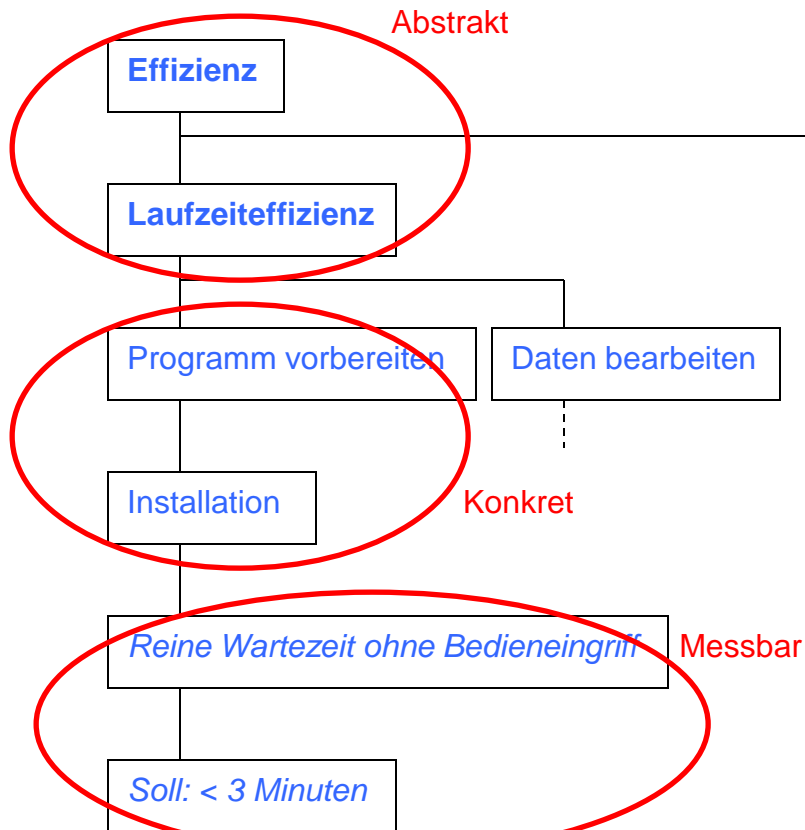 Abstrakt
Effizienz
Laufzeiteffizienz
Programm vorbereiten
Daten bearbeiten
Installation
Konkret
Reine Wartezeit ohne Bedieneingriff
Messbar
Soll: < 3 Minuten